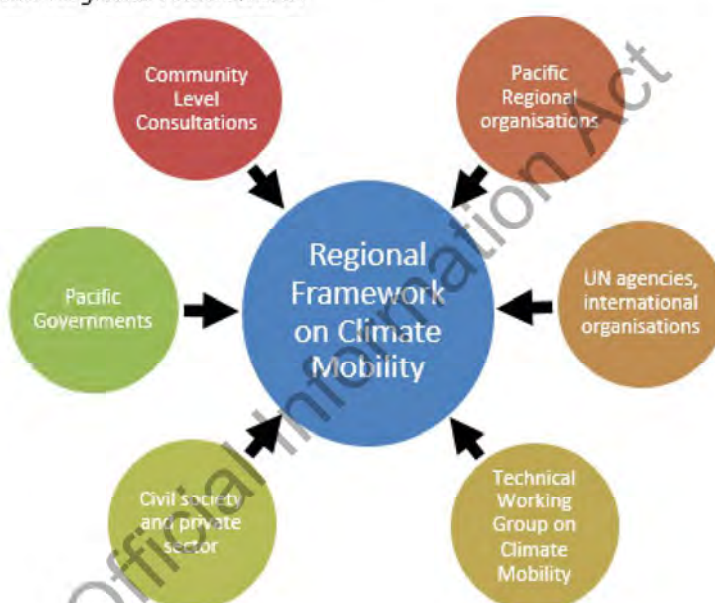 Community
Level
Consultations
Pacific
Regional
organisations
Regional
Framework
on Climate
Mobility
Pacific
Governments
UN agencies,
international
organisations
Civil society
and private
sector
Technical
Working
Group on
Climate
Mobility
Official Information Act